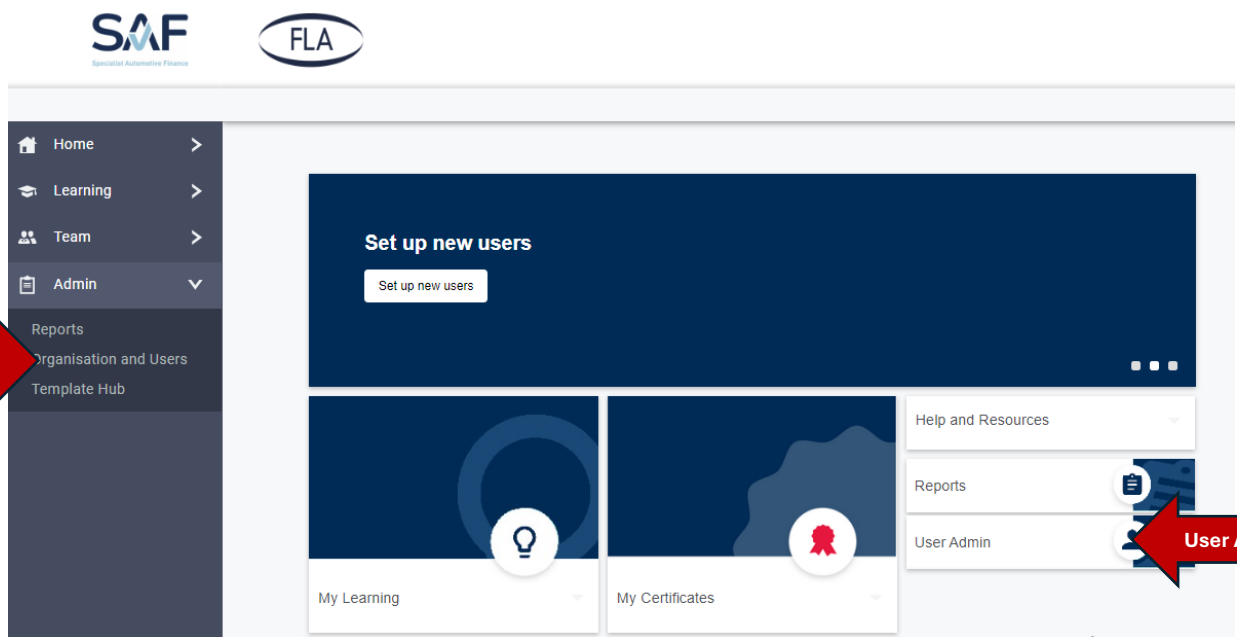 SAF
Specialist Automotive Finance
FLA
Home
Learning
Team
Admin
Reports
Organisation and Users
Template Hub
Set up new users
Set up new users
Help and Resources
Reports
User Admin
User A
My Learning
My Certificates